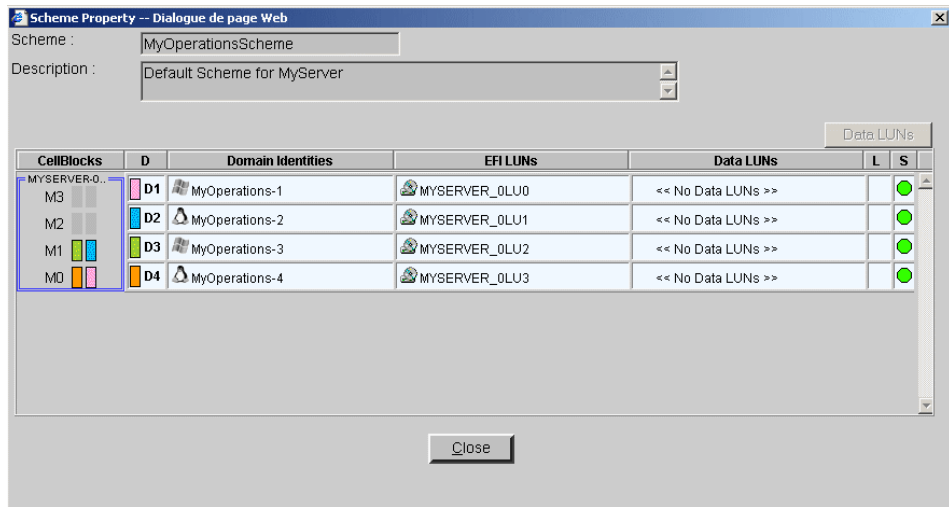 Scheme Property -- Dialogue de page Web
Scheme :
MyOperationsScheme
Description :
Default Scheme for MyServer
Data LUNs
CellBlocks D Domain Identities EFI LUNs Data LUNs L S
MYSERVER-0..
M3
M2
M1
M0
D1 MyOperations-1 MYSERVER_0LU0 << No Data LUNs >>
D2 MyOperations-2 MYSERVER_0LU1 << No Data LUNs >>
D3 MyOperations-3 MYSERVER_0LU2 << No Data LUNs >>
D4 MyOperations-4 MYSERVER_0LU3 << No Data LUNs >>
Close